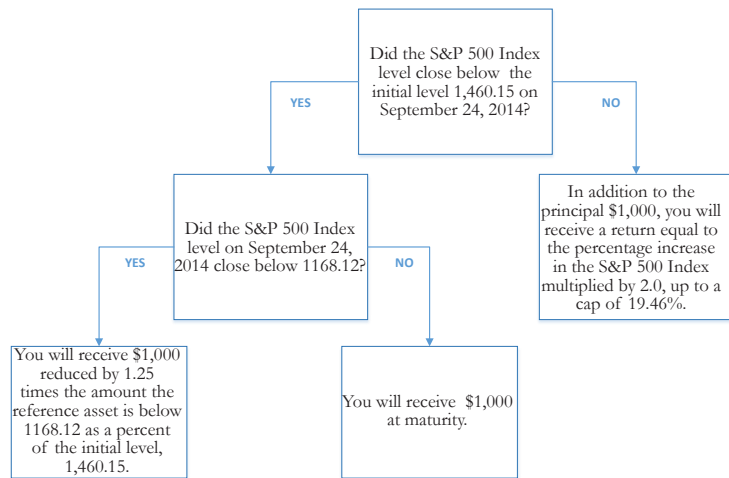 Did the S&P 500 Index
level close below the
initial level 1,460.15 on
September 24, 2014?
YES
NO
Did the S&P 500 Index
level on September 24,
2014 close below 1168.12?
In addition to the
principal $1,000, you will
receive a return equal to
the percentage increase
in the S&P 500 Index
multiplied by 2.0, up to a
cap of 19.46%.
YES
NO
You will receive $1,000
reduced by 1.25
times the amount the
reference asset is below
1168.12 as a percent
of the initial level,
1,460.15.
You will receive $1,000
at maturity.